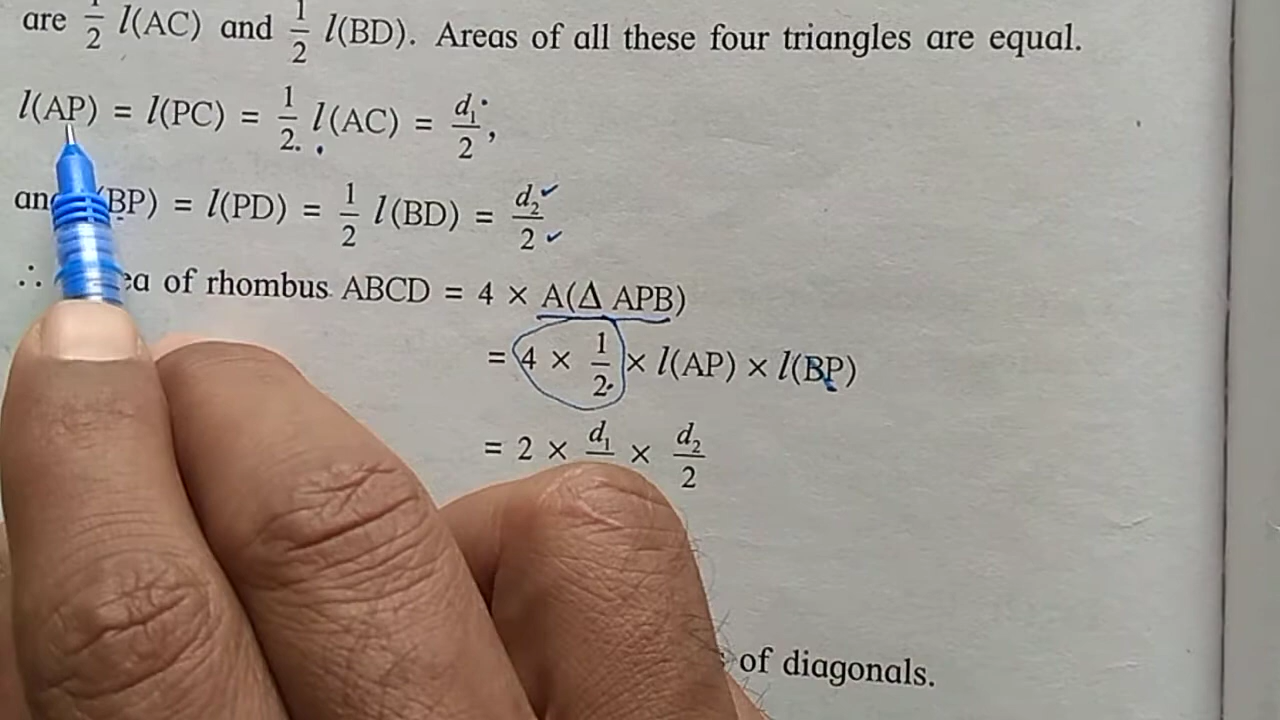 are 1/2 l(AC) and 1/2 l(BD). Areas of all these four triangles are equal.
l(AP) = l(PC) = 1/2 l(AC) = d₁/2,
BP) = l(PD) = 1/2 l(BD) = d₂/2
∴ of rhombus ABCD = 4 × A(Δ APB)
= 4 × 1/2 × l(AP) × l(BP)
= 2 × d₁ × d₂/2
of diagonals.